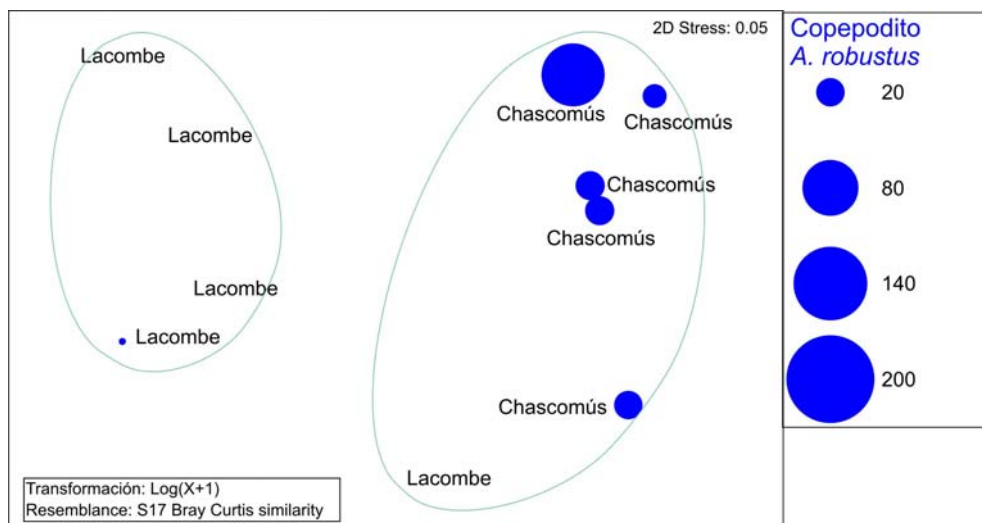 2D Stress: 0.05
Lacombe
Lacombe
Lacombe
Lacombe
Chascomús
Chascomús
Chascomús
Chascomús
Chascomús
Lacombe
Transformación: Log(X+1)
Resemblance: S17 Bray Curtis similarity
Copepodito
A. robustus
20
80
140
200